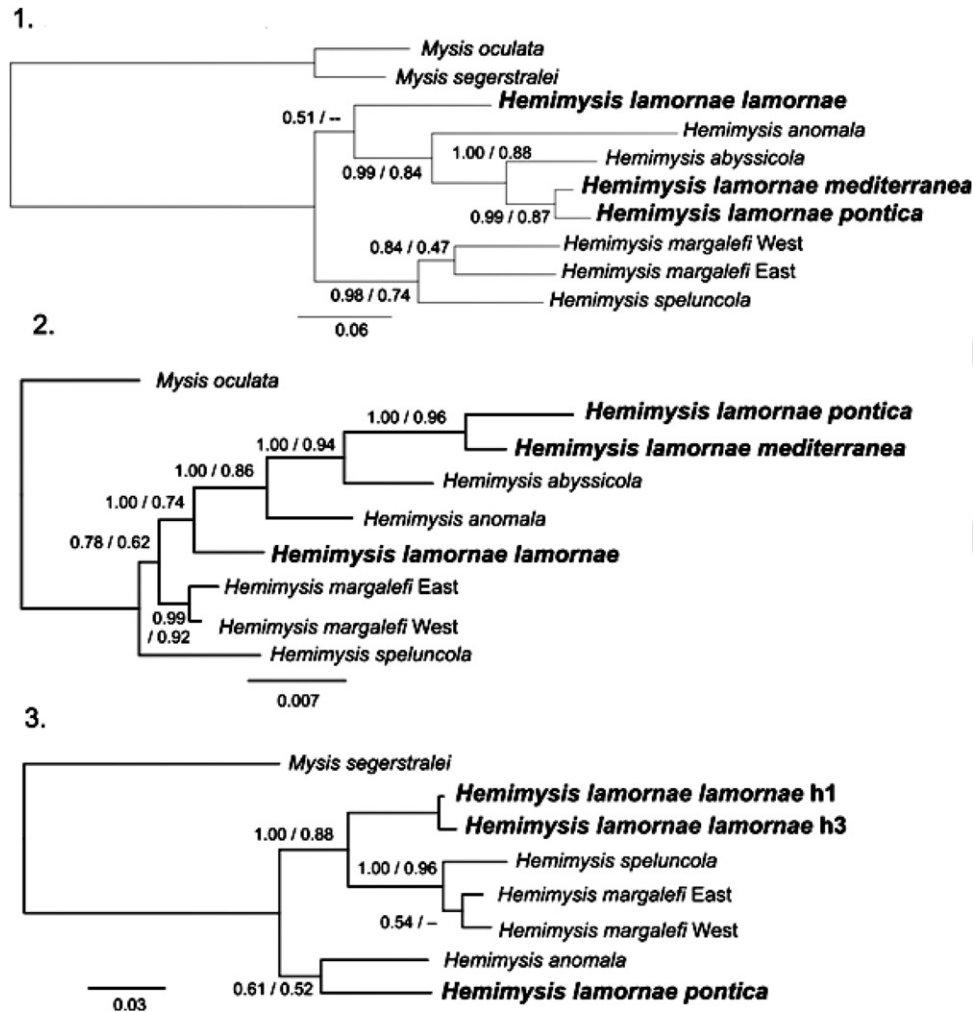 1.
Mysis oculata
Mysis segerstralei
Hemimysis lamornae lamornae
0.51 / --
Hemimysis anomala
1.00 / 0.88
Hemimysis abyssicola
0.99 / 0.84
Hemimysis lamornae mediterranea
0.99 / 0.87
Hemimysis lamornae pontica
0.84 / 0.47
Hemimysis margalefi West
Hemimysis margalefi East
0.98 / 0.74
Hemimysis speluncola
0.06
2.
Mysis oculata
1.00 / 0.96
Hemimysis lamornae pontica
1.00 / 0.94
Hemimysis lamornae mediterranea
1.00 / 0.86
Hemimysis abyssicola
1.00 / 0.74
Hemimysis anomala
0.78 / 0.62
Hemimysis lamornae lamornae
Hemimysis margalefi East
0.99
/ 0.92
Hemimysis margalefi West
Hemimysis speluncola
0.007
3.
Mysis segerstralei
Hemimysis lamornae lamornae h1
1.00 / 0.88
Hemimysis lamornae lamornae h3
1.00 / 0.96
Hemimysis speluncola
Hemimysis margalefi East
0.54 / --
Hemimysis margalefi West
Hemimysis anomala
0.61 / 0.52
Hemimysis lamornae pontica
0.03